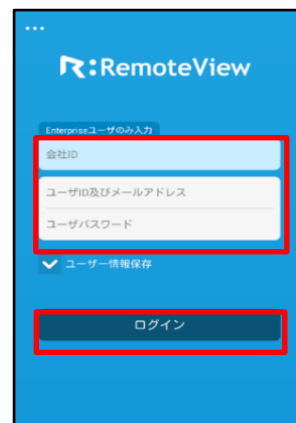 RemoteView
Enterpriseユーザのみ入力
会社ID
ユーザID及びメールアドレス
ユーザパスワード
ユーザー情報保存
ログイン